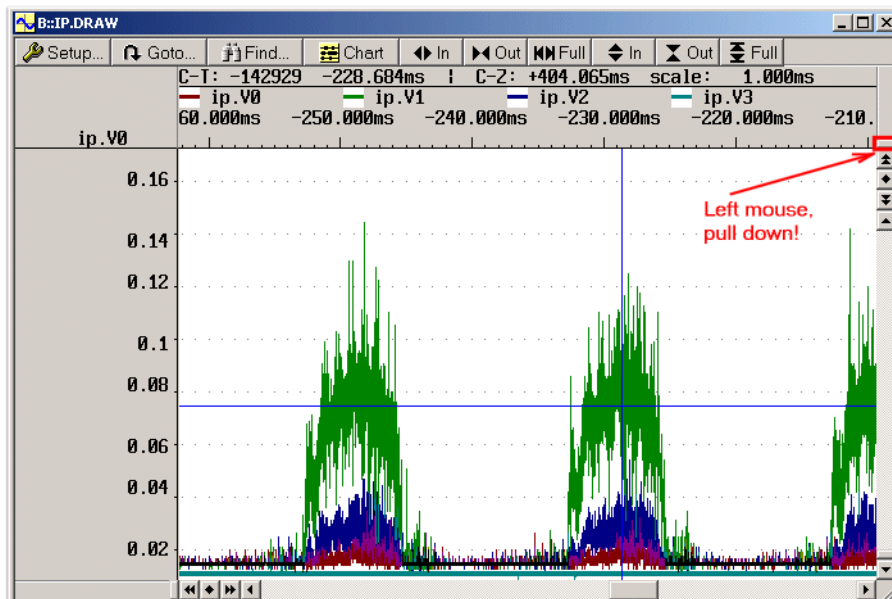 B::IP.DRAW
Setup... Goto... Find... Chart In Out Full In Out Full
C-T: -142929 -228.684ms | C-Z: +404.065ms scale: 1.000ms
ip.V0 ip.V1 ip.V2 ip.V3
60.000ms -250.000ms -240.000ms -230.000ms -220.000ms -210.
ip.V0
0.16
Left mouse,
pull down!
0.14
0.12
0.1
0.08
0.06
0.04
0.02